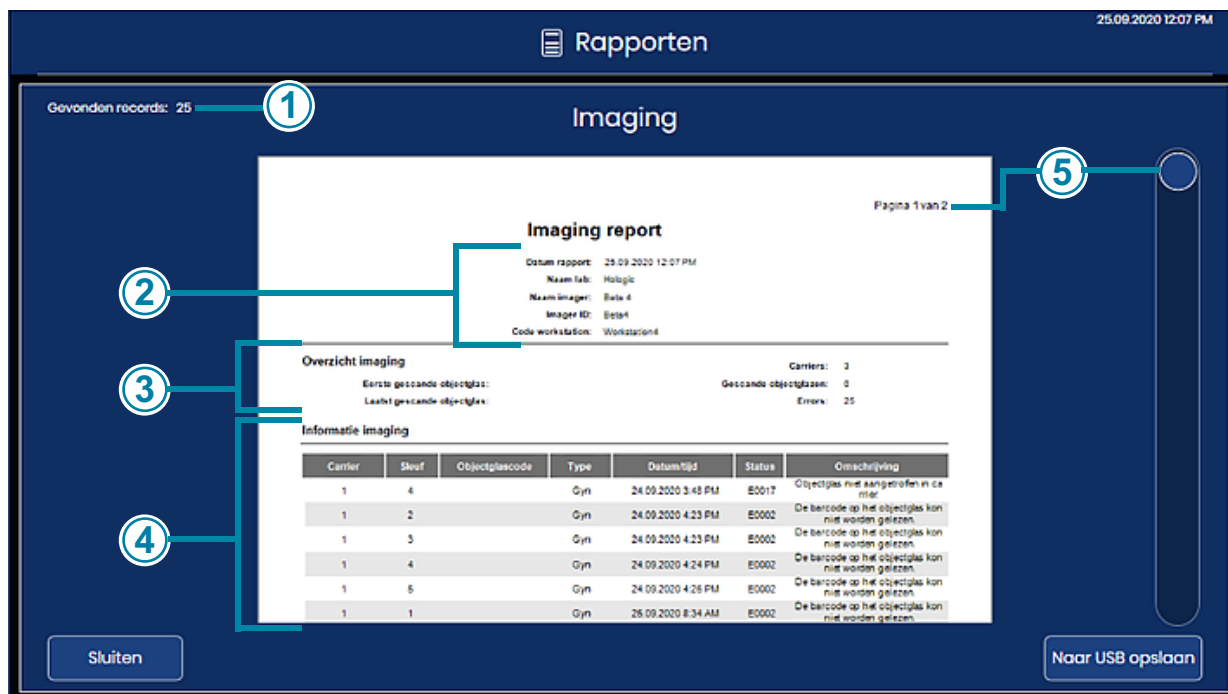 25.09.2020 12:07 PM
Rapporten
Gevonden records: 25
1
Imaging
5
Pagina 1 van 2
Imaging report
2
Datum rapport: 25.09.2020 12:07 PM
Naam lab: Hologic
Naam imager: Beta 4
Imager ID: Beta4
Code workstation: Workstation4
3
Overzicht imaging
Carriers: 3
Eerste gescande objectglas: Gescande objectglazen: 0
Laatst gescande objectglas: Errors: 25
4
Informatie imaging
Carrier Sleuf Objectglascode Type Datum/tijd Status Omschrijving
1 4 Gyn 24.09.2020 3:48 PM E0017 Objectglas niet aangetroffen in ca
rrier.
1 2 Gyn 24.09.2020 4:23 PM E0002 De barcode op het objectglas kon
niet worden gelezen.
1 3 Gyn 24.09.2020 4:23 PM E0002 De barcode op het objectglas kon
niet worden gelezen.
1 4 Gyn 24.09.2020 4:24 PM E0002 De barcode op het objectglas kon
niet worden gelezen.
1 5 Gyn 24.09.2020 4:26 PM E0002 De barcode op het objectglas kon
niet worden gelezen.
1 1 Gyn 25.09.2020 8:34 AM E0002 De barcode op het objectglas kon
niet worden gelezen.
Sluiten
Naar USB opslaan